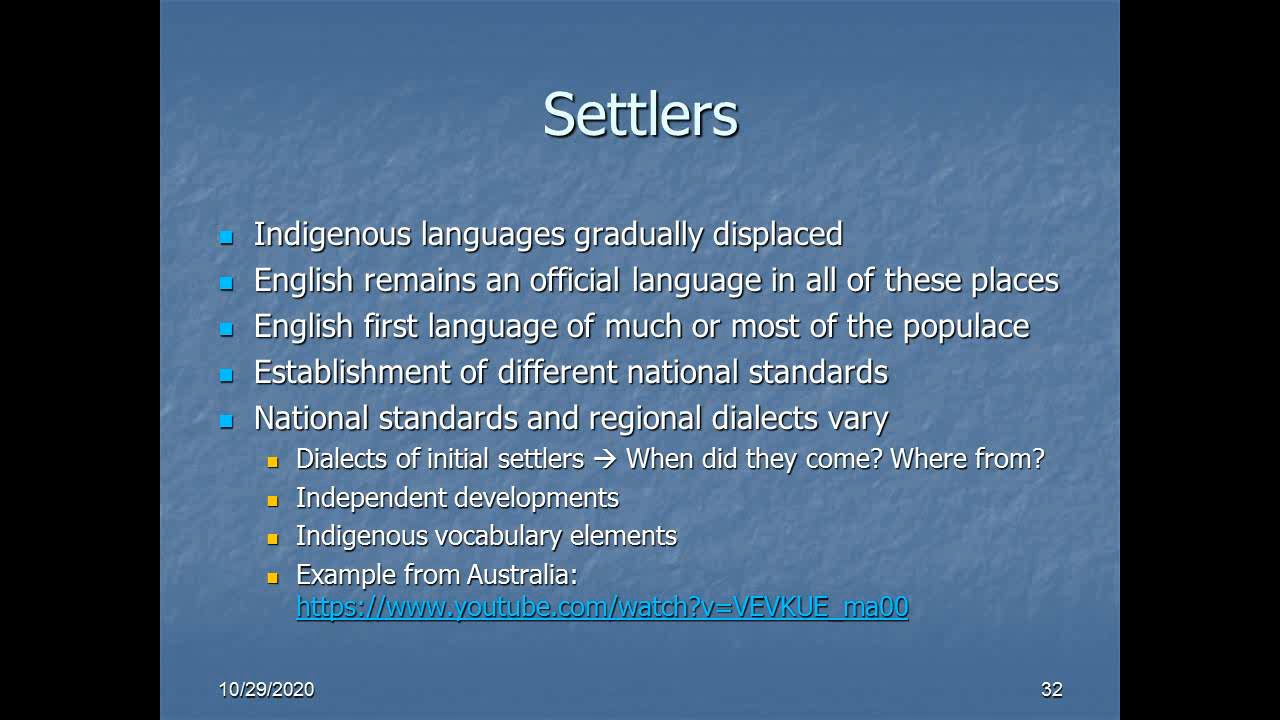 Settlers
Indigenous languages gradually displaced
English remains an official language in all of these places
English first language of much or most of the populace
Establishment of different national standards
National standards and regional dialects vary
Dialects of initial settlers → When did they come? Where from?
Independent developments
Indigenous vocabulary elements
Example from Australia:
https://www.youtube.com/watch?v=VEVKUE_ma00
10/29/2020
32